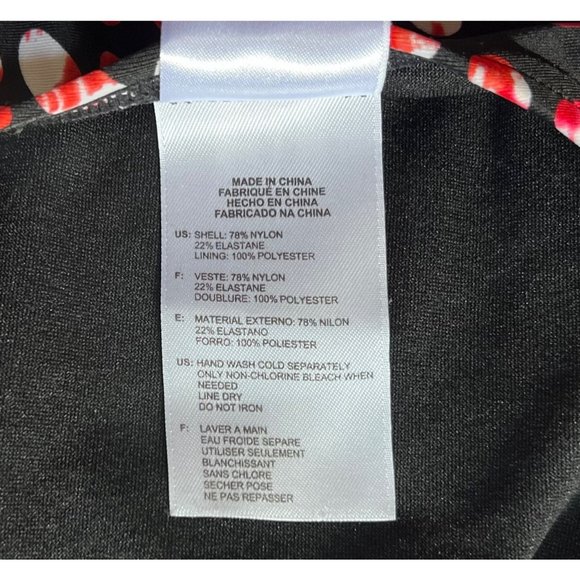 MADE IN CHINA
FABRIQUÉ EN CHINE
HECHO EN CHINA
FABRICADO NA CHINA
US: SHELL: 78% NYLON
22% ELASTANE
LINING: 100% POLYESTER
F: VESTE: 78% NYLON
22% ELASTANE
DOUBLURE: 100% POLYESTER
E: MATERIAL EXTERNO: 78% NILON
22% ELASTANO
FORRO: 100% POLIESTER
US: HAND WASH COLD SEPARATELY
ONLY NON-CHLORINE BLEACH WHEN
NEEDED
LINE DRY
DO NOT IRON
F: LAVER A MAIN
EAU FROIDE SEPARE
UTILISER SEULEMENT
BLANCHISSANT
SANS CHLORE
SECHER POSE
NE PAS REPASSER